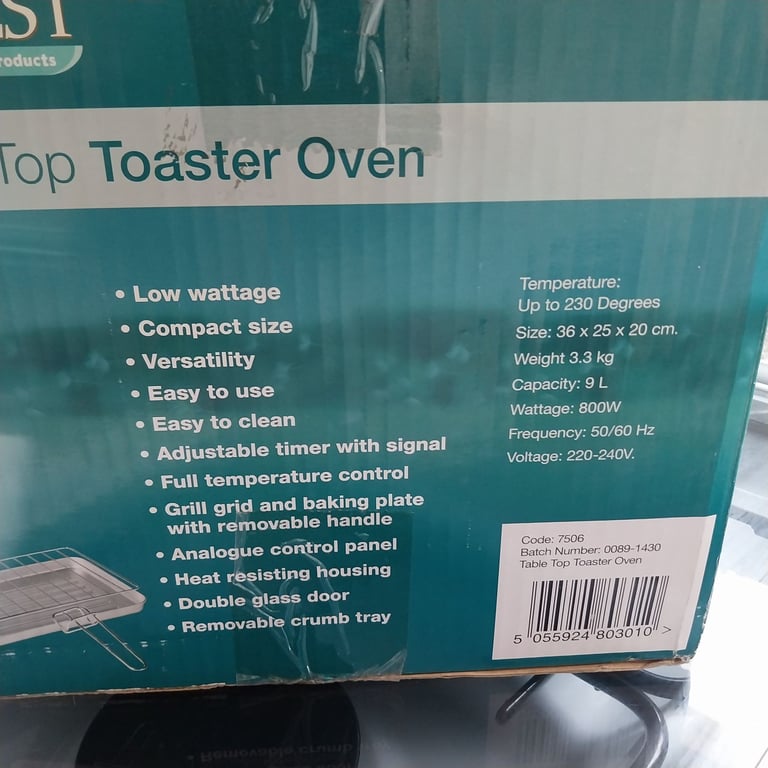 roducts
Top Toaster Oven
• Low wattage
• Compact size
• Versatility
• Easy to use
• Easy to clean
• Adjustable timer with signal
• Full temperature control
• Grill grid and baking plate
with removable handle
• Analogue control panel
• Heat resisting housing
• Double glass door
• Removable crumb tray
Temperature:
Up to 230 Degrees
Size: 36 x 25 x 20 cm.
Weight 3.3 kg
Capacity: 9 L
Wattage: 800W
Frequency: 50/60 Hz
Voltage: 220-240V.
Code: 7506
Batch Number: 0089-1430
Table Top Toaster Oven
5 055924 803010 >